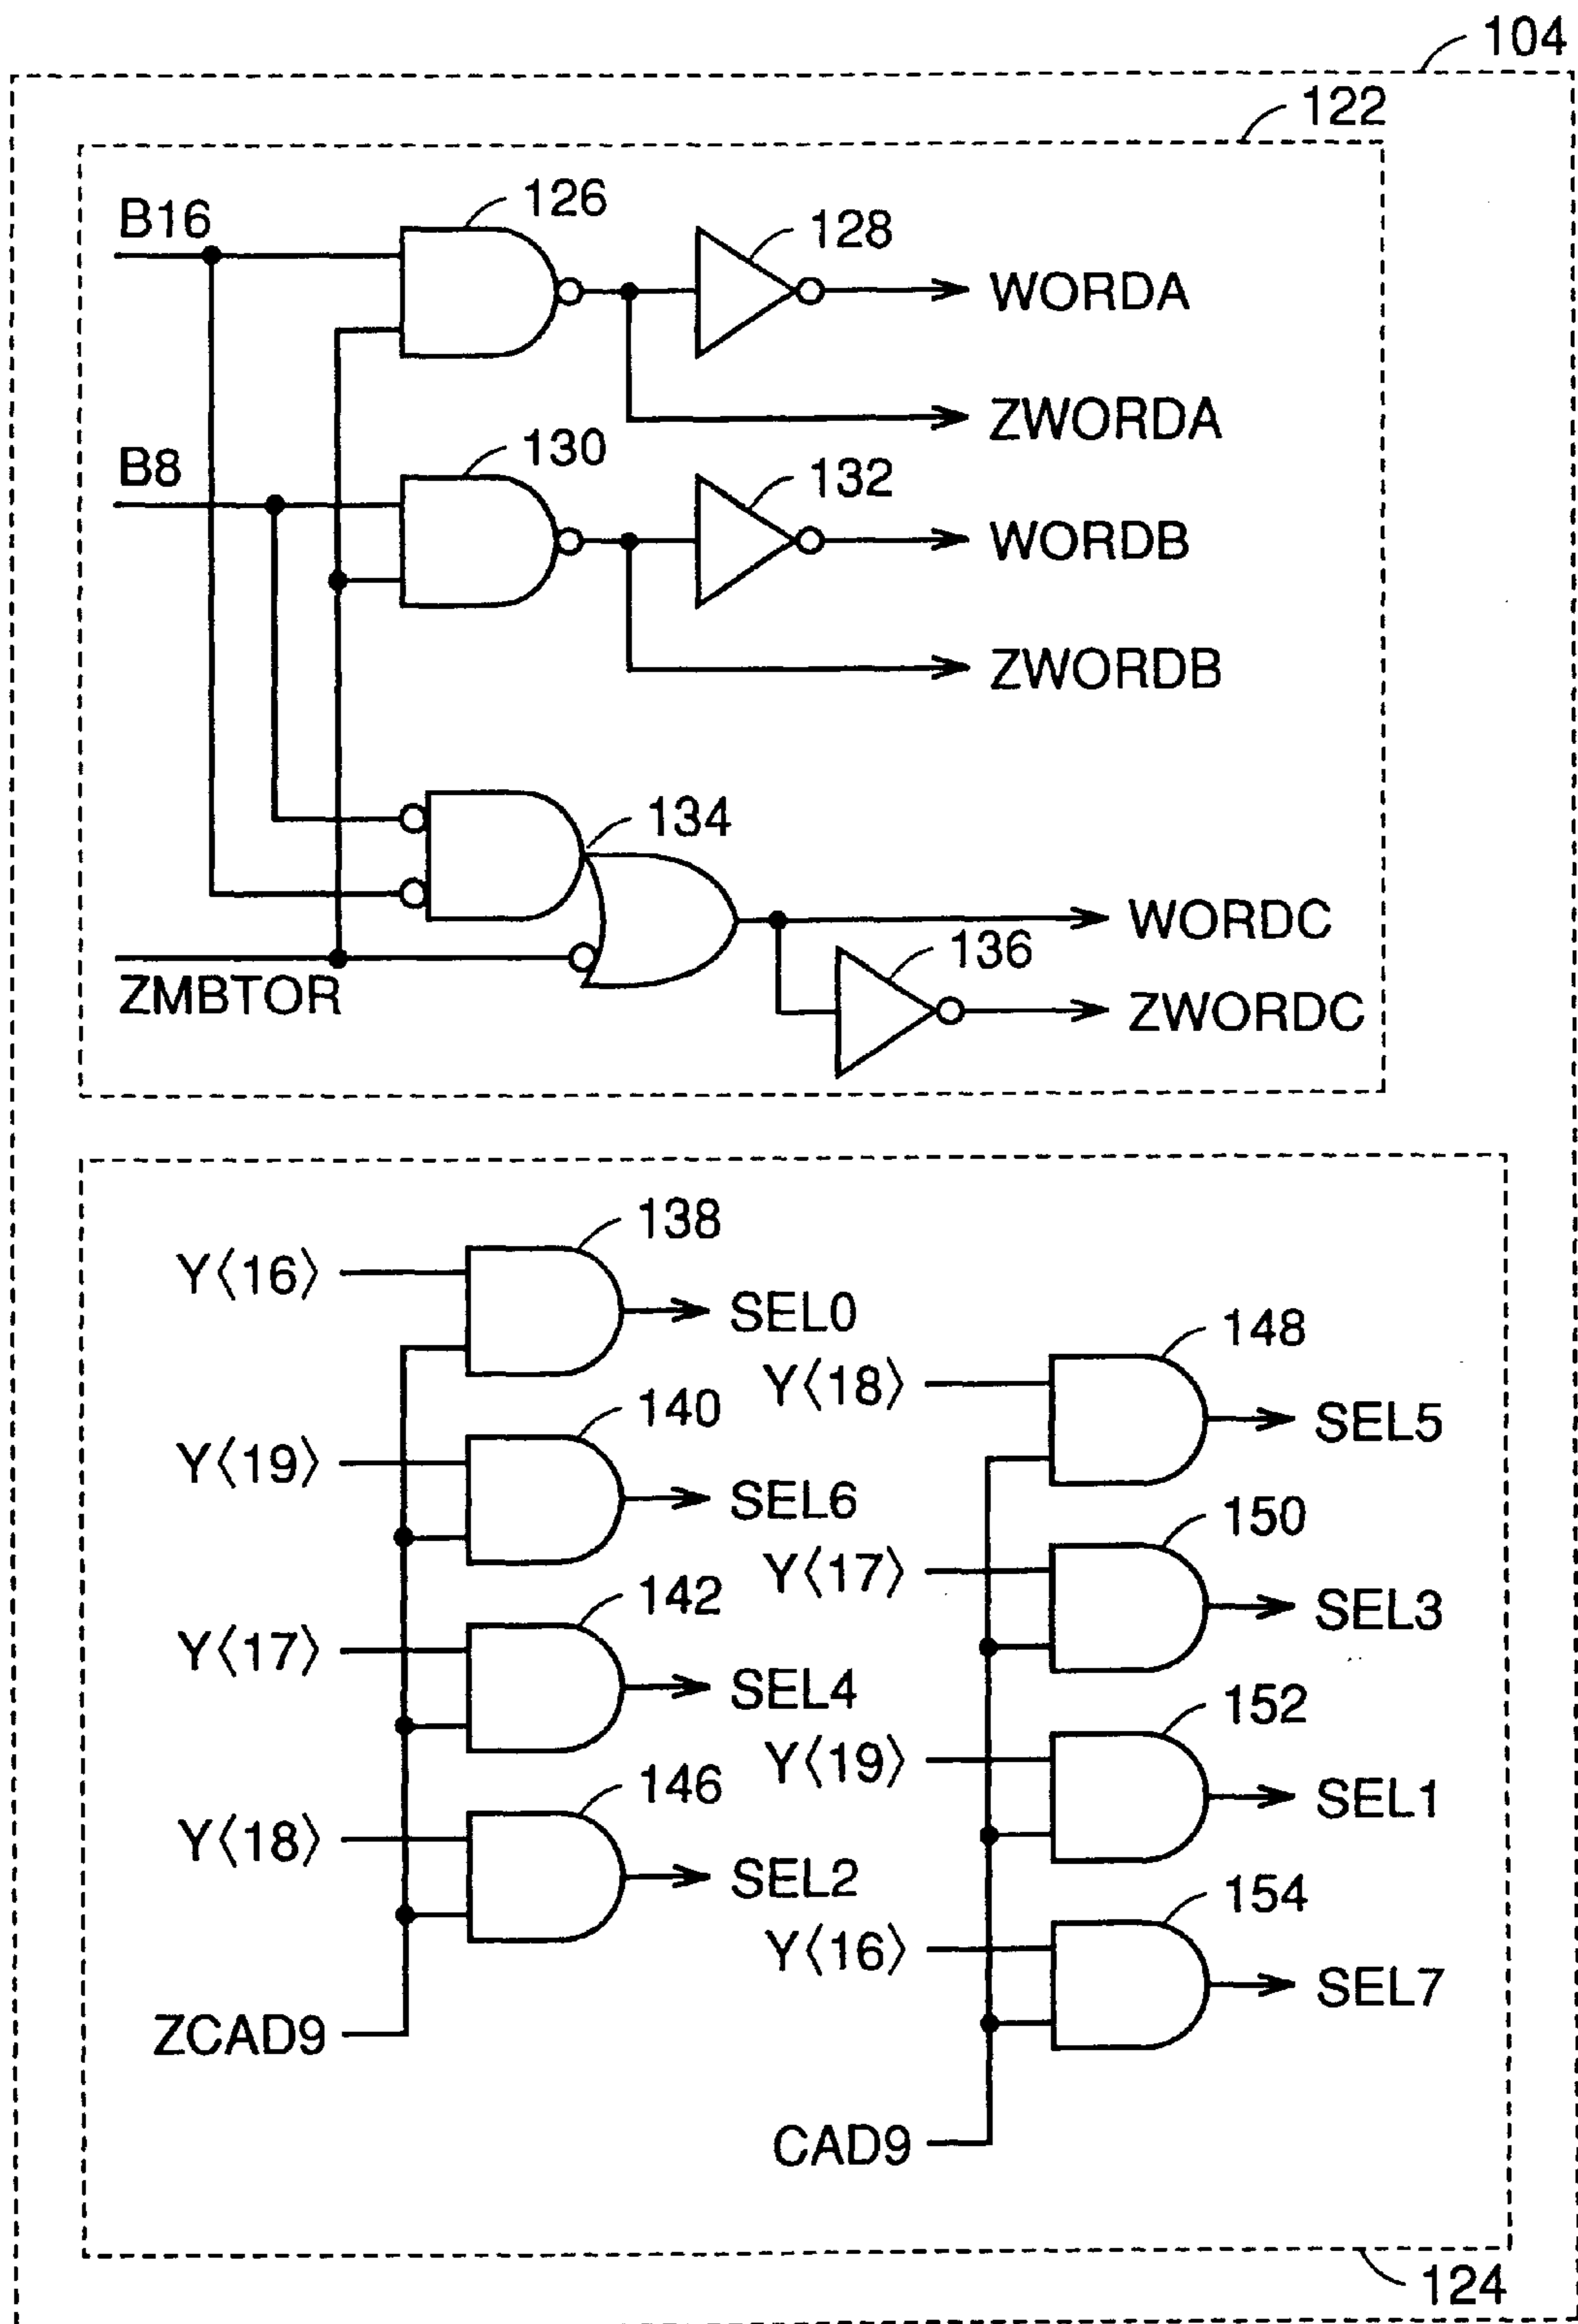 104
122
B16
126
128
WORDA
ZWORDA
B8
130
132
WORDB
ZWORDB
134
WORDC
136
ZMBTOR
ZWORDC
138
Y⟨16⟩
SEL0
148
Y⟨18⟩
SEL5
140
Y⟨19⟩
SEL6
150
Y⟨17⟩
SEL3
142
Y⟨17⟩
SEL4
152
Y⟨19⟩
SEL1
146
Y⟨18⟩
SEL2
154
Y⟨16⟩
SEL7
ZCAD9
CAD9
124